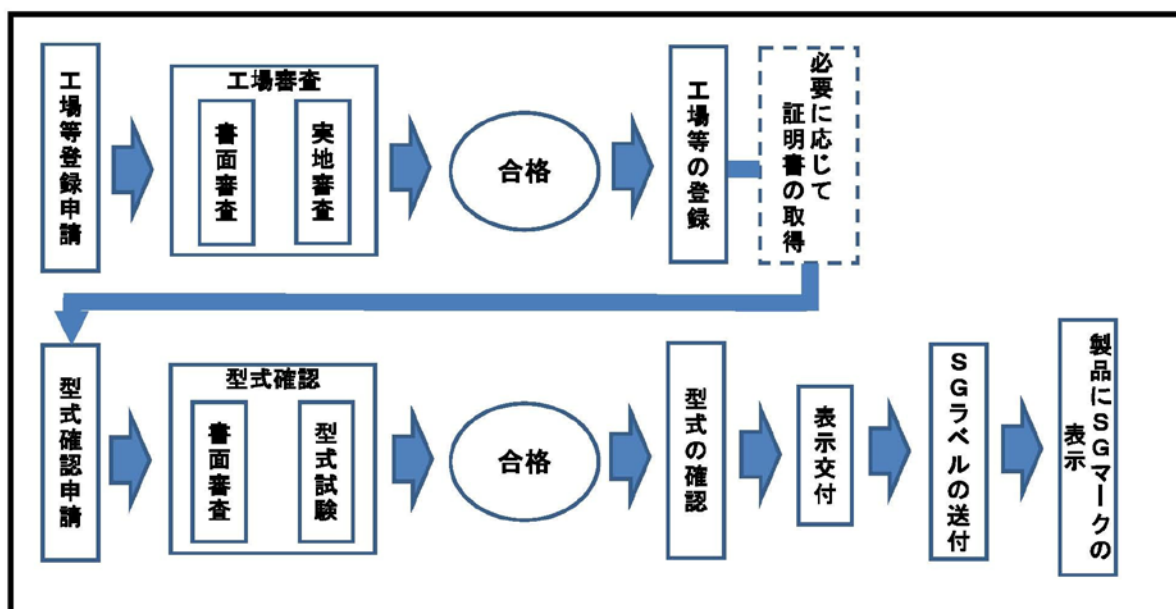 工場等登録申請
工場審査
書面審査
実地審査
合格
工場等の登録
必要に応じて
証明書の取得
型式確認申請
型式確認
書面審査
型式試験
合格
型式の確認
表示交付
SGラベルの送付
製品にSGマークの
表示